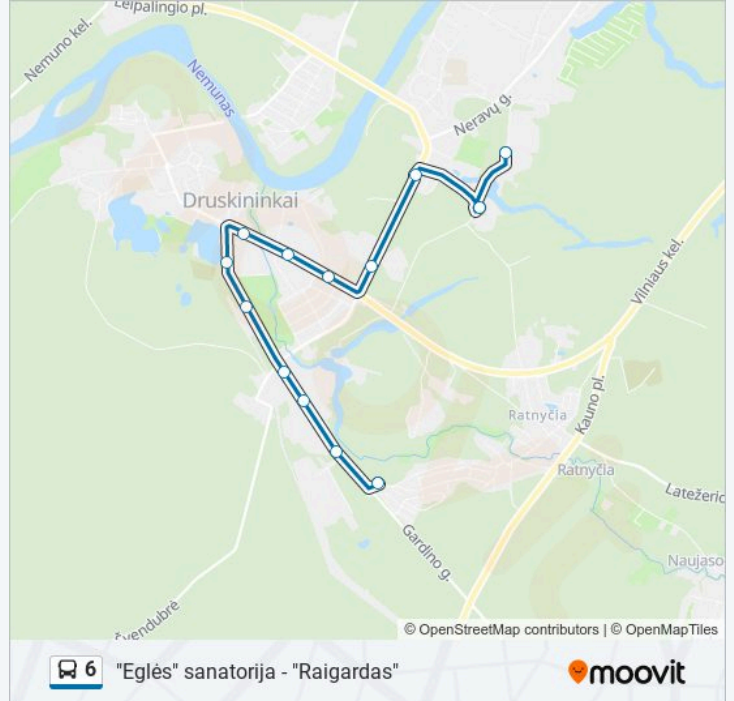 Leipalingio pl.
Nemuno kel.
Nemunas
Neravų g.
Druskininkai
Vilniaus kel.
Kauno pl.
Ratnyčia
Ratnyčia
Latežerio
Gardino g.
Naujaso
Švendubrė
© OpenStreetMap contributors | © OpenMapTiles
6 "Eglės" sanatorija - "Raigardas"
moovit